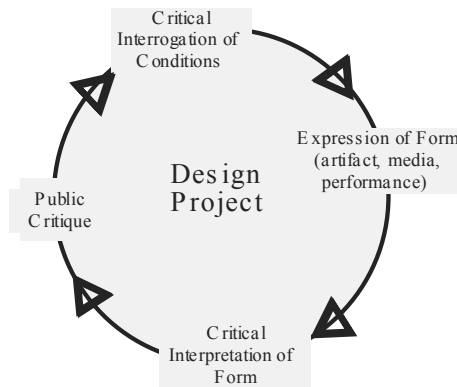 Critical
Interrogation of
Conditions
Expression of Form
(artifact, media,
performance)
Design
Project
Public
Critique
Critical
Interpretation of
Form